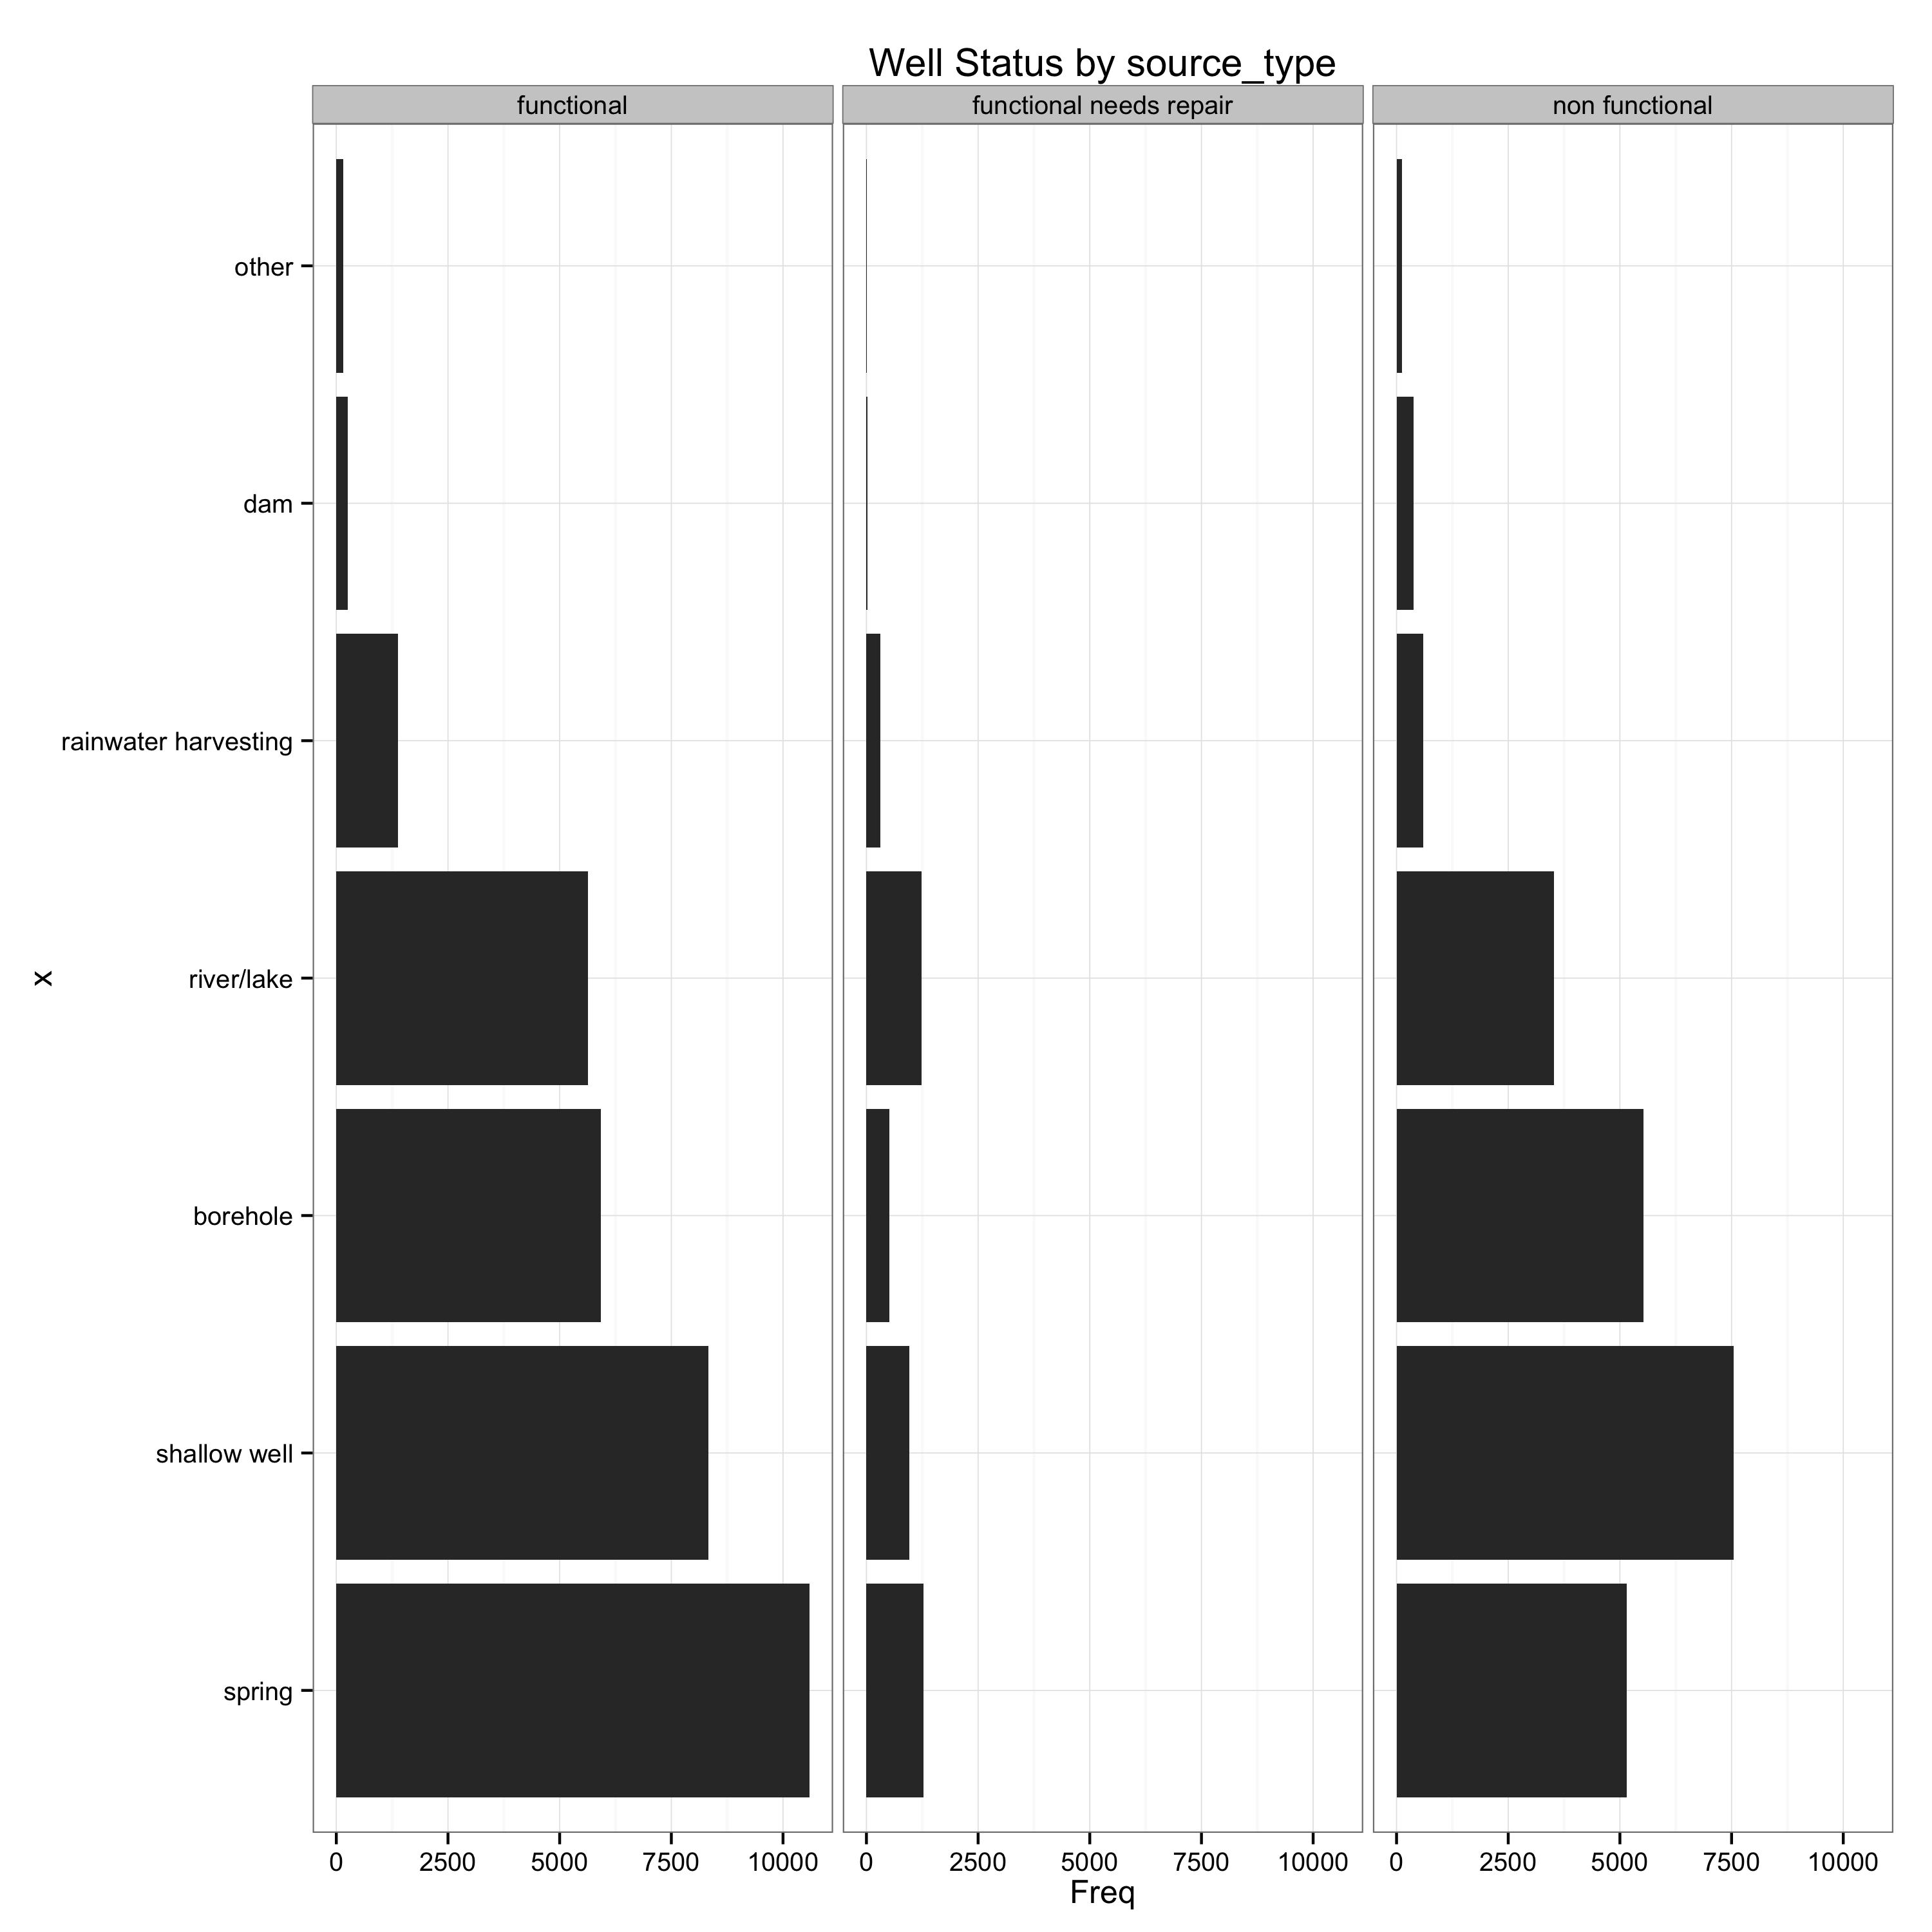 Well Status by source_type
functional
functional needs repair
non functional
other
dam
rainwater harvesting
river/lake
borehole
shallow well
spring
x
0 2500 5000 7500 10000 0 2500 5000 7500 10000 0 2500 5000 7500 10000
Freq